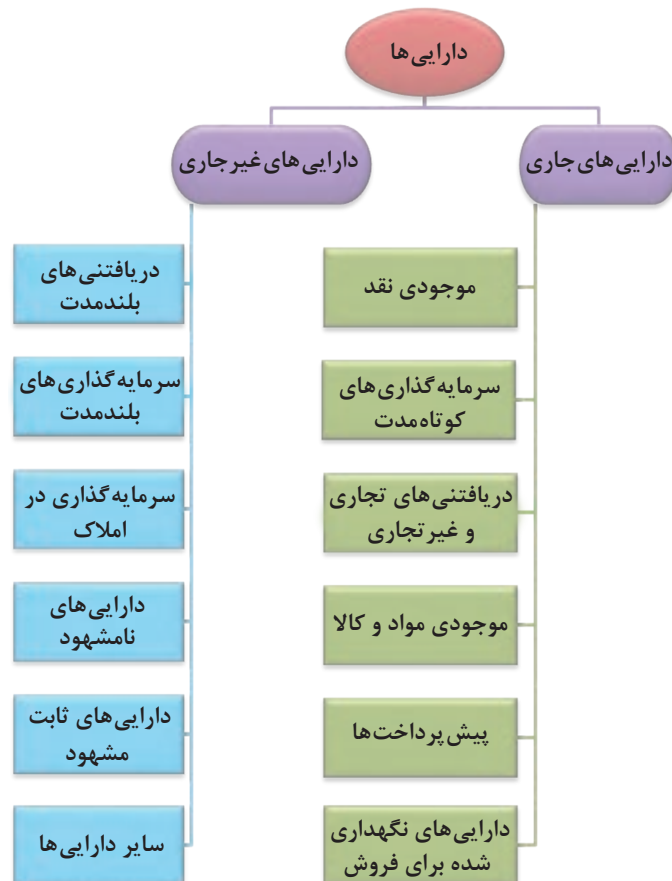 دارایی‌ها
دارایی‌های جاری
موجودی نقد
سرمایه‌گذاری‌های
کوتاه‌مدت
دریافتنی‌های تجاری
و غیرتجاری
موجودی مواد و کالا
پیش‌پرداخت‌ها
دارایی‌های نگهداری
شده برای فروش
دارایی‌های غیرجاری
دریافتنی‌های
بلندمدت
سرمایه‌گذاری‌های
بلندمدت
سرمایه‌گذاری در
املاک
دارایی‌های
نامشهود
دارایی‌های ثابت
مشهود
سایر دارایی‌ها